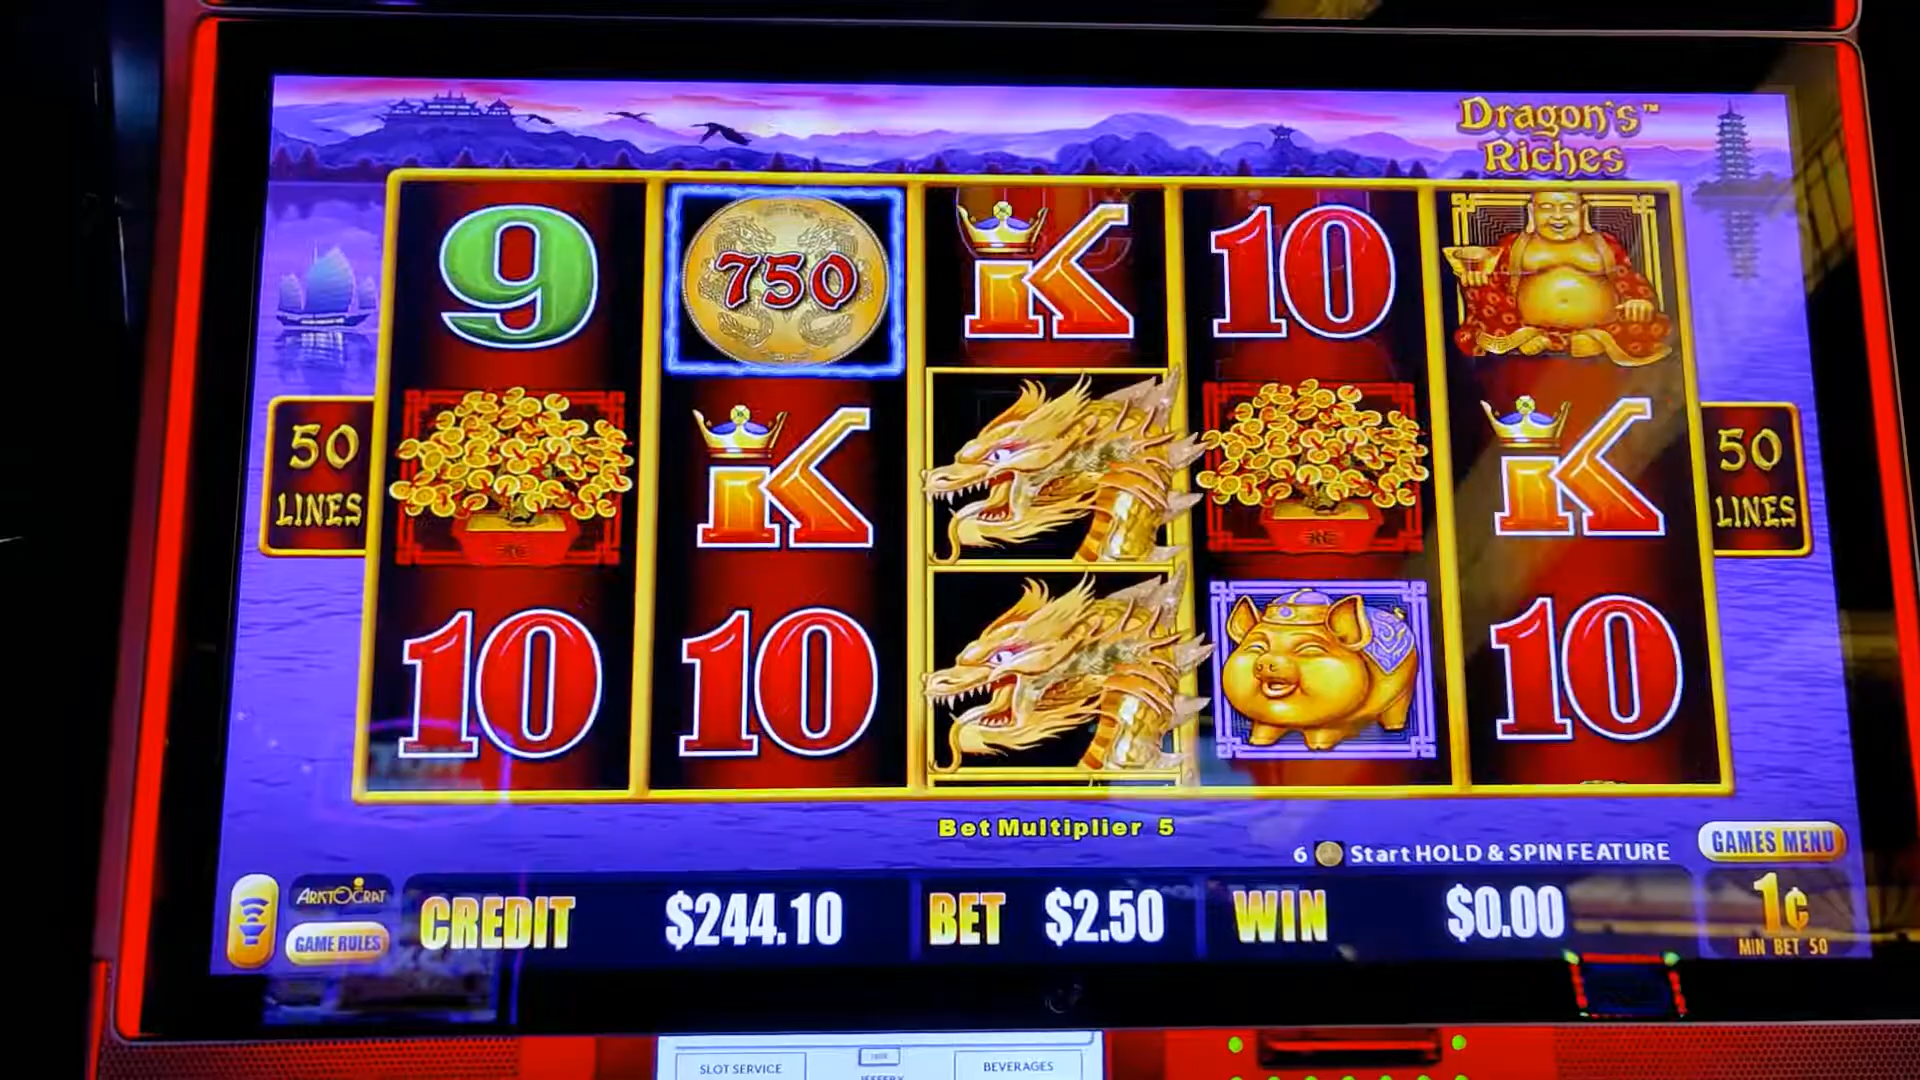 Dragon's™
Riches
9
750
K
10
50
LINES
K
K
50
LINES
10
10
10
Bet Multiplier 5
6 Start HOLD & SPIN FEATURE
GAMES MENU
ARISTOCRAT
GAME RULES
CREDIT $244.10
BET $2.50
WIN $0.00
1¢
MIN BET 50
SLOT SERVICE
BEVERAGES